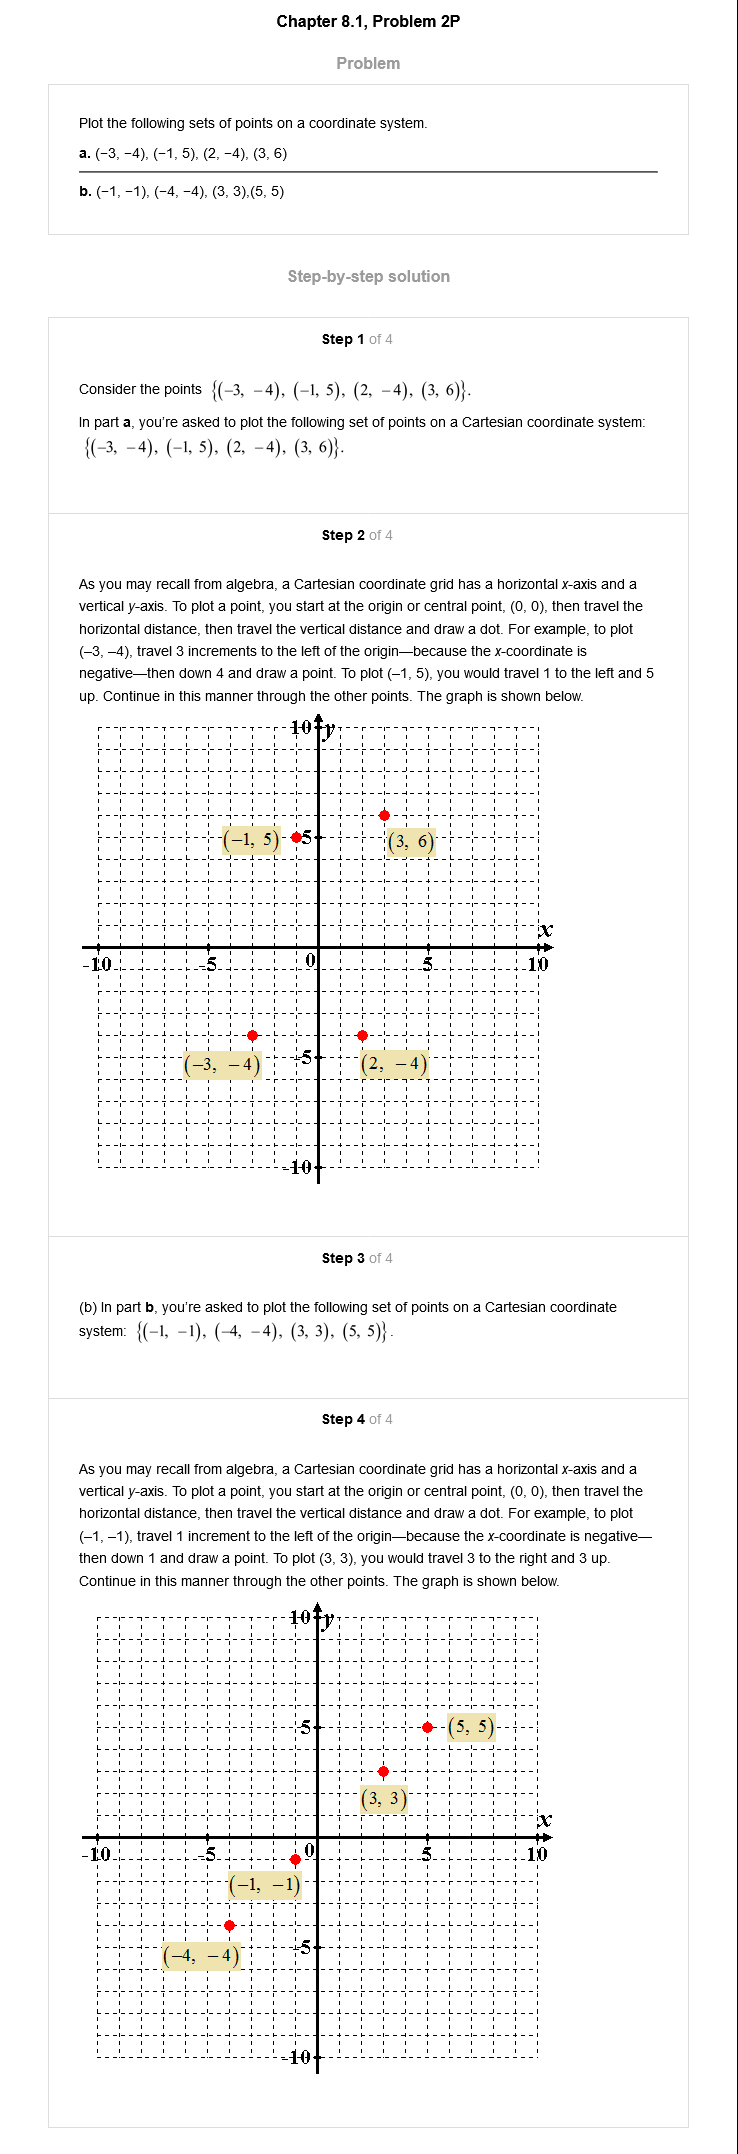 Chapter 8.1, Problem 2P
Problem
Plot the following sets of points on a coordinate system.
a. (−3, −4), (−1, 5), (2, −4), (3, 6)
b. (−1, −1), (−4, −4), (3, 3),(5, 5)
Step-by-step solution
Step 1 of 4
Consider the points {(−3, −4), (−1, 5), (2, −4), (3, 6)}.
In part a, you're asked to plot the following set of points on a Cartesian coordinate system:
{(−3, −4), (−1, 5), (2, −4), (3, 6)}.
Step 2 of 4
As you may recall from algebra, a Cartesian coordinate grid has a horizontal x-axis and a
vertical y-axis. To plot a point, you start at the origin or central point, (0, 0), then travel the
horizontal distance, then travel the vertical distance and draw a dot. For example, to plot
(–3, –4), travel 3 increments to the left of the origin—because the x-coordinate is
negative—then down 4 and draw a point. To plot (–1, 5), you would travel 1 to the left and 5
up. Continue in this manner through the other points. The graph is shown below.
10 y
(−1, 5) 5 (3, 6)
x
-10 -5 0 5 10
(−3, −4) -5 (2, −4)
-10
Step 3 of 4
(b) In part b, you're asked to plot the following set of points on a Cartesian coordinate
system: {(−1, −1), (−4, −4), (3, 3), (5, 5)}.
Step 4 of 4
As you may recall from algebra, a Cartesian coordinate grid has a horizontal x-axis and a
vertical y-axis. To plot a point, you start at the origin or central point, (0, 0), then travel the
horizontal distance, then travel the vertical distance and draw a dot. For example, to plot
(–1, –1), travel 1 increment to the left of the origin—because the x-coordinate is negative—
then down 1 and draw a point. To plot (3, 3), you would travel 3 to the right and 3 up.
Continue in this manner through the other points. The graph is shown below.
10 y
5 (5, 5)
(3, 3)
x
-10 -5 0 5 10
(−1, −1)
(−4, −4) -5
-10